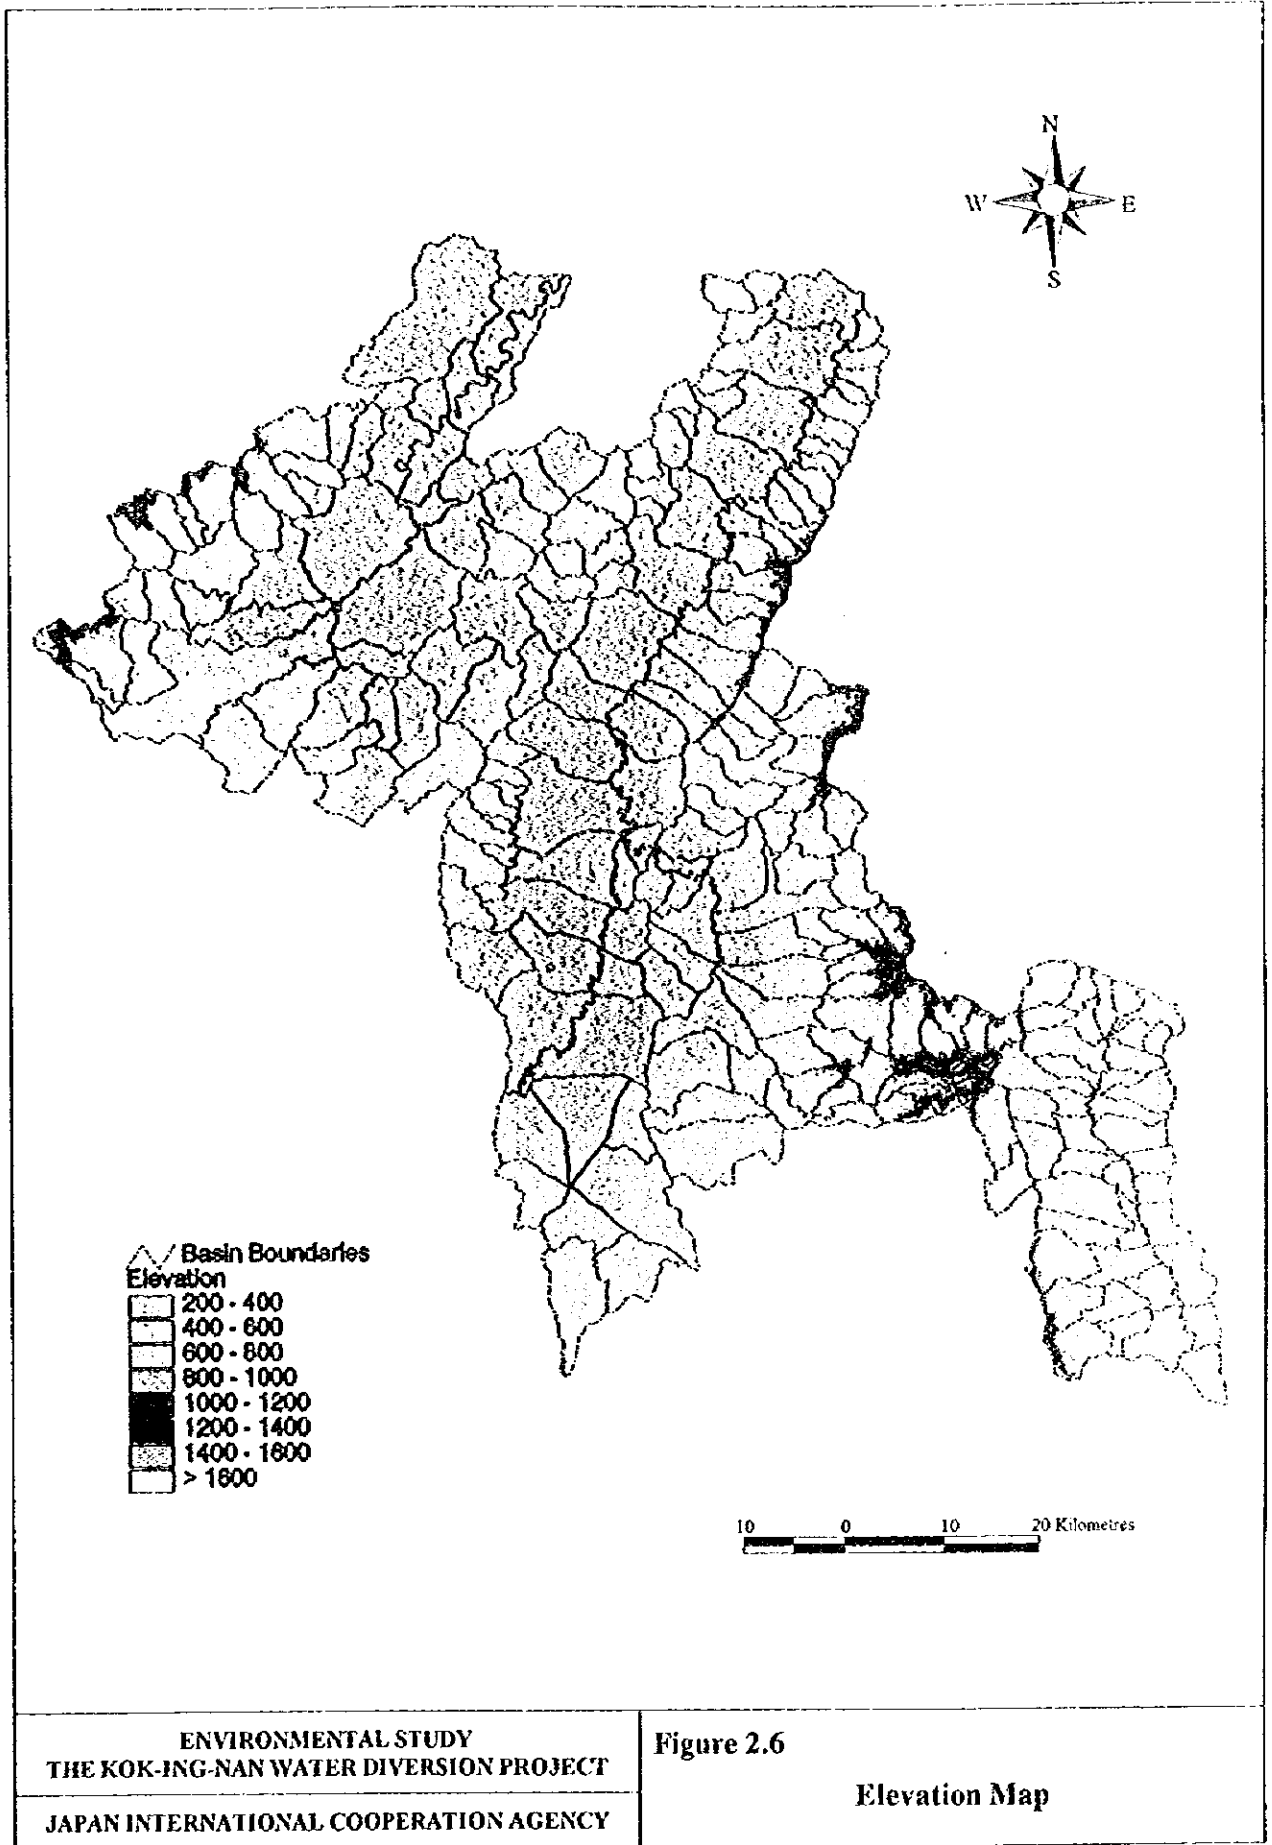 N
W E
S
Basin Boundaries
Elevation
200 - 400
400 - 600
600 - 800
800 - 1000
1000 - 1200
1200 - 1400
1400 - 1600
> 1600
10 0 10 20 Kilometres
ENVIRONMENTAL STUDY
THE KOK-ING-NAN WATER DIVERSION PROJECT
JAPAN INTERNATIONAL COOPERATION AGENCY
Figure 2.6
Elevation Map